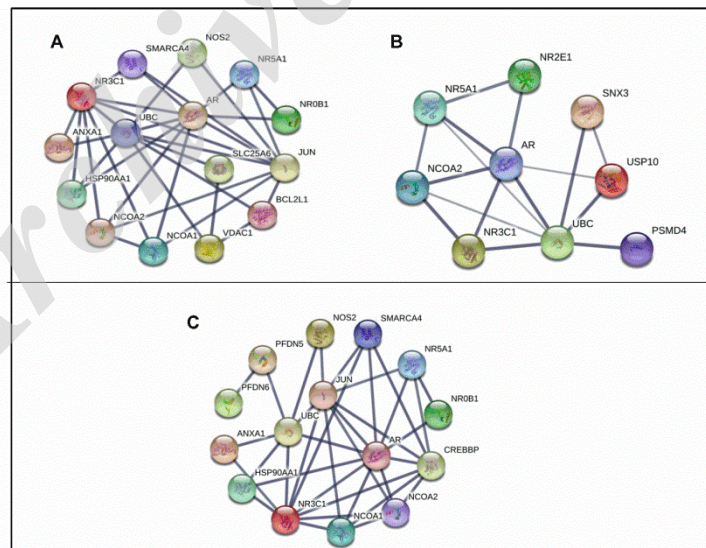 A
NOS2
SMARCA4
NR5A1
NR3C1
AR
NR0B1
UBC
ANXA1
SLC25A6
JUN
HSP90AA1
BCL2L1
NCOA2
NCOA1
VDAC1
B
NR2E1
NR5A1
SNX3
AR
USP10
NCOA2
UBC
NR3C1
PSMD4
C
NOS2
SMARCA4
PFDN5
NR5A1
JUN
PFDN6
NR0B1
UBC
AR
ANXA1
CREBBP
HSP90AA1
NCOA2
NR3C1
NCOA1